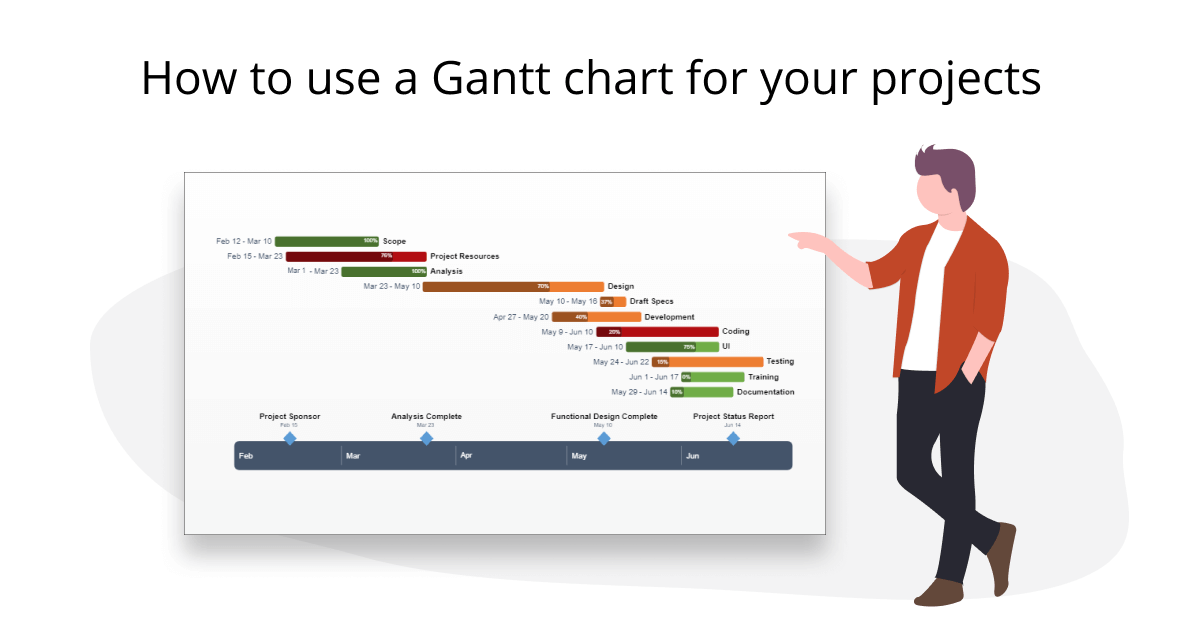 How to use a Gantt chart for your projects
Feb 12 - Mar 10 100% Scope
Feb 15 - Mar 23 76% Project Resources
Mar 1 - Mar 23 100% Analysis
Mar 23 - May 10 70% Design
May 10 - May 16 57% Draft Specs
Apr 27 - May 20 40% Development
May 9 - Jun 10 20% Coding
May 17 - Jun 10 75% UI
May 24 - Jun 22 15% Testing
Jun 1 - Jun 17 0% Training
May 29 - Jun 14 10% Documentation
Project Sponsor Analysis Complete Functional Design Complete Project Status Report
Feb 15 Mar 23 May 10 Jun 14
Feb Mar Apr May Jun